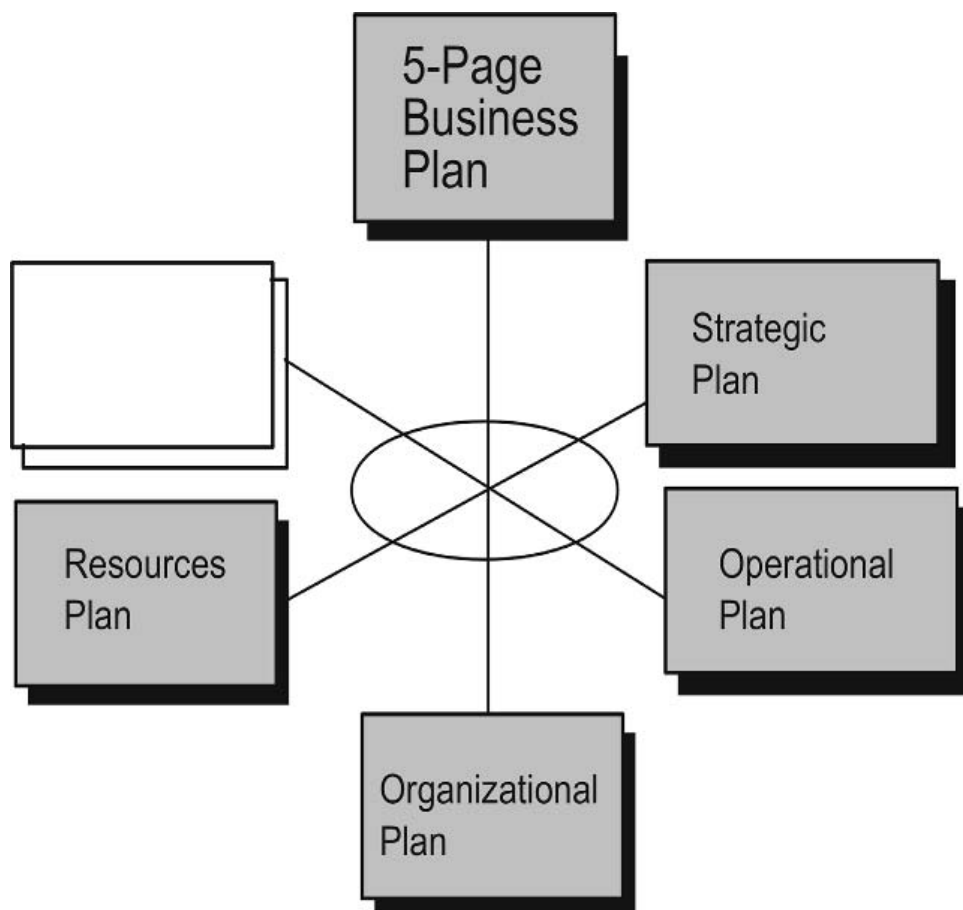 5-Page
Business
Plan
Strategic
Plan
Resources
Plan
Operational
Plan
Organizational
Plan